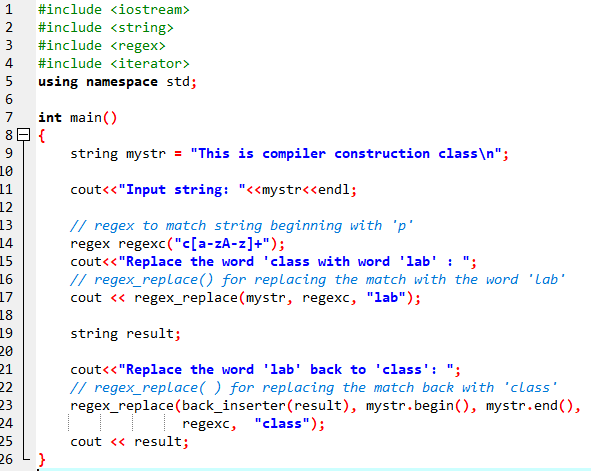 1 #include <iostream>
2 #include <string>
3 #include <regex>
4 #include <iterator>
5 using namespace std;
6
7 int main()
8 {
9 string mystr = "This is compiler construction class\n";
10
11 cout<<"Input string: "<<mystr<<endl;
12
13 // regex to match string beginning with 'p'
14 regex regexc("c[a-zA-z]+");
15 cout<<"Replace the word 'class with word 'lab' : ";
16 // regex_replace() for replacing the match with the word 'lab'
17 cout << regex_replace(mystr, regexc, "lab");
18
19 string result;
20
21 cout<<"Replace the word 'lab' back to 'class': ";
22 // regex_replace( ) for replacing the match back with 'class'
23 regex_replace(back_inserter(result), mystr.begin(), mystr.end(),
24 regexc, "class");
25 cout << result;
26 }